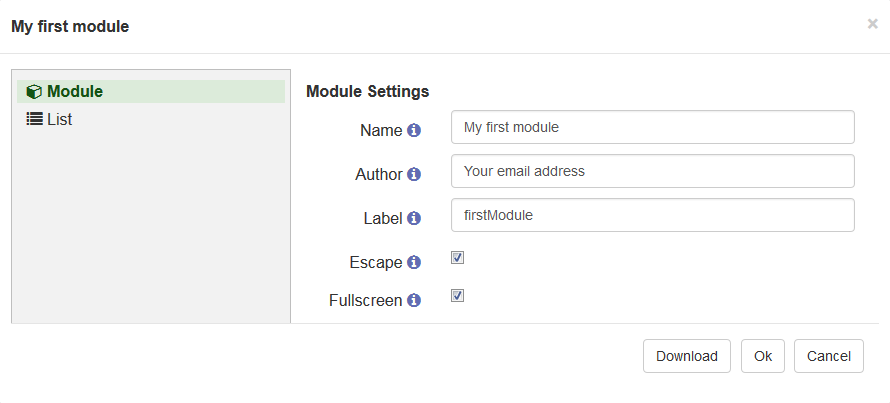 My first module
×
Module
List
Module Settings
Name
My first module
Author
Your email address
Label
firstModule
Escape
Fullscreen
Download
Ok
Cancel